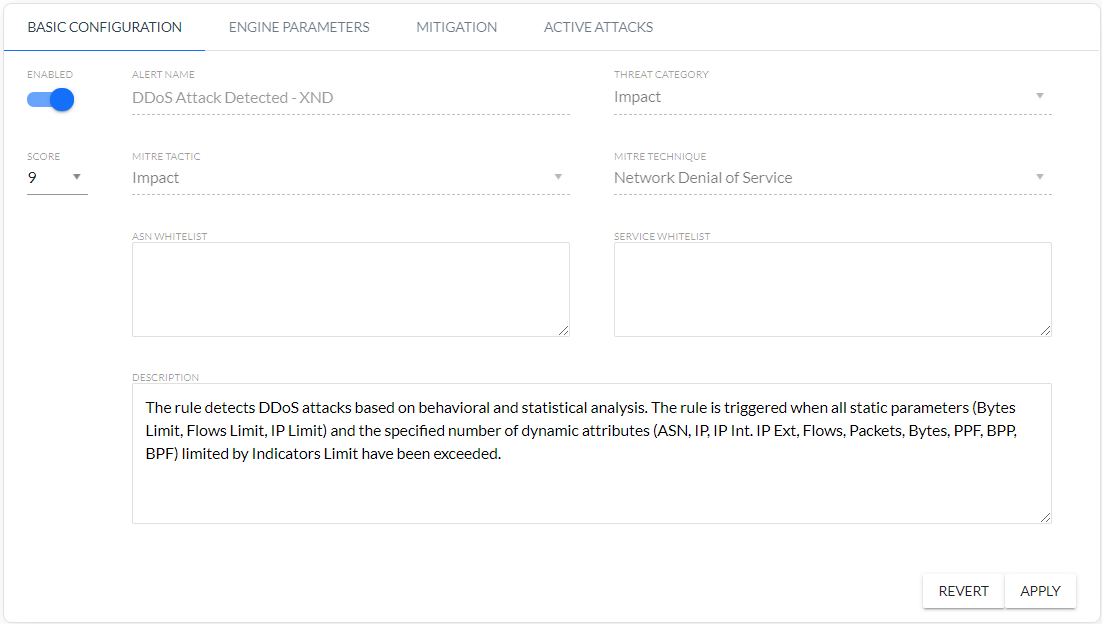 BASIC CONFIGURATION ENGINE PARAMETERS MITIGATION ACTIVE ATTACKS
ENABLED ALERT NAME THREAT CATEGORY
DDoS Attack Detected - XND Impact
SCORE MITRE TACTIC MITRE TECHNIQUE
9 Impact Network Denial of Service
ASN WHITELIST SERVICE WHITELIST
DESCRIPTION
The rule detects DDoS attacks based on behavioral and statistical analysis. The rule is triggered when all static parameters (Bytes
Limit, Flows Limit, IP Limit) and the specified number of dynamic attributes (ASN, IP, IP Int. IP Ext, Flows, Packets, Bytes, PPF, BPP,
BPF) limited by Indicators Limit have been exceeded.
REVERT APPLY